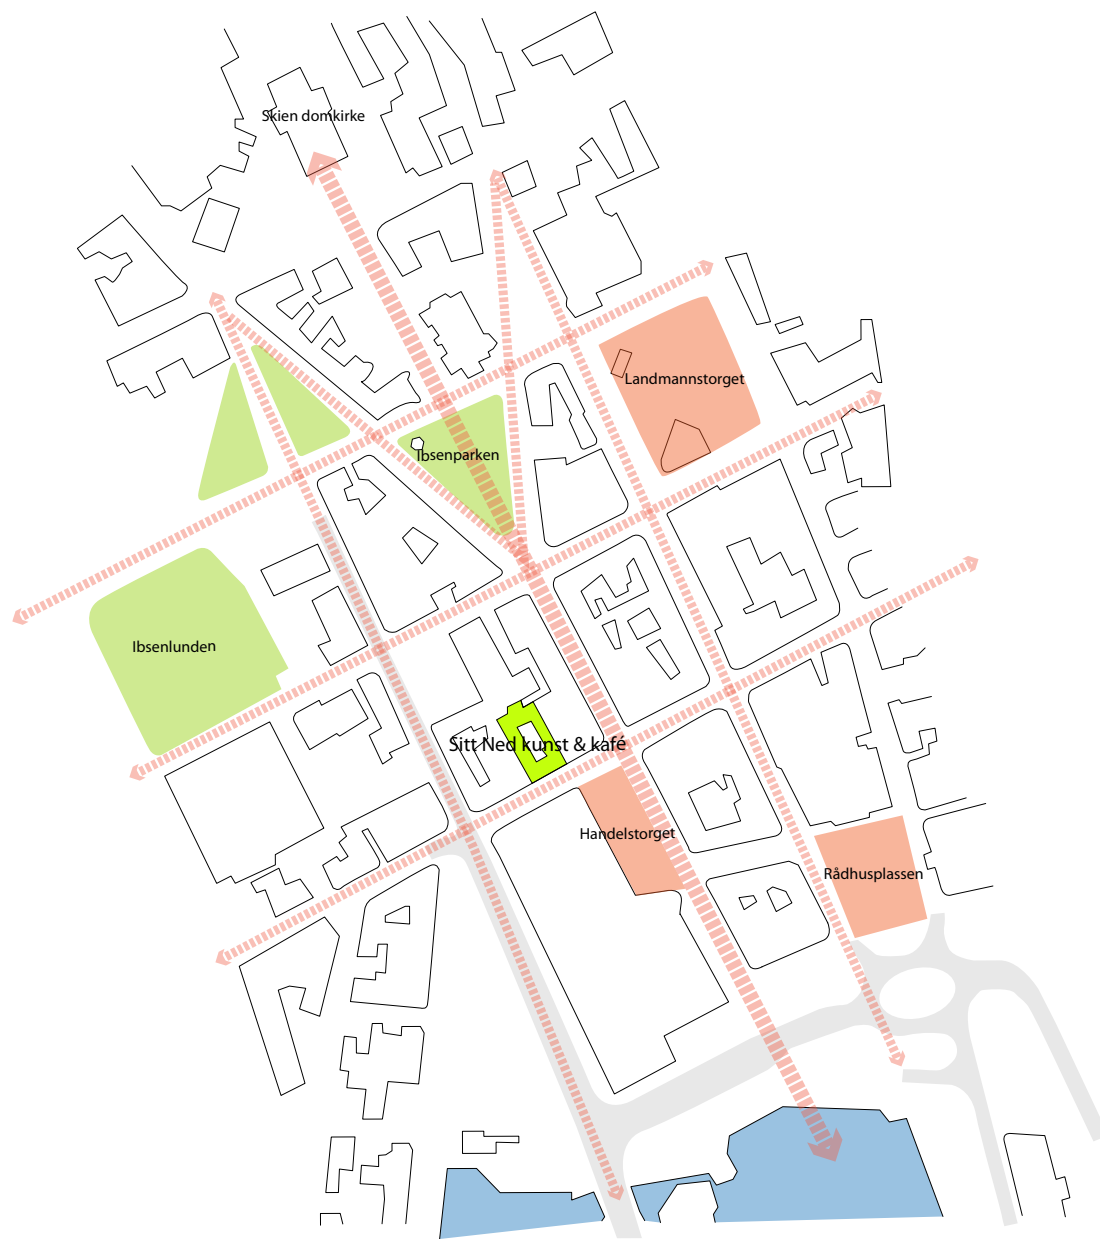 Skien domkirke
Landmannstorget
Ibsenparken
Ibsenlunden
Sitt Ned kunst & kafé
Handelstorget
Rådhusplassen